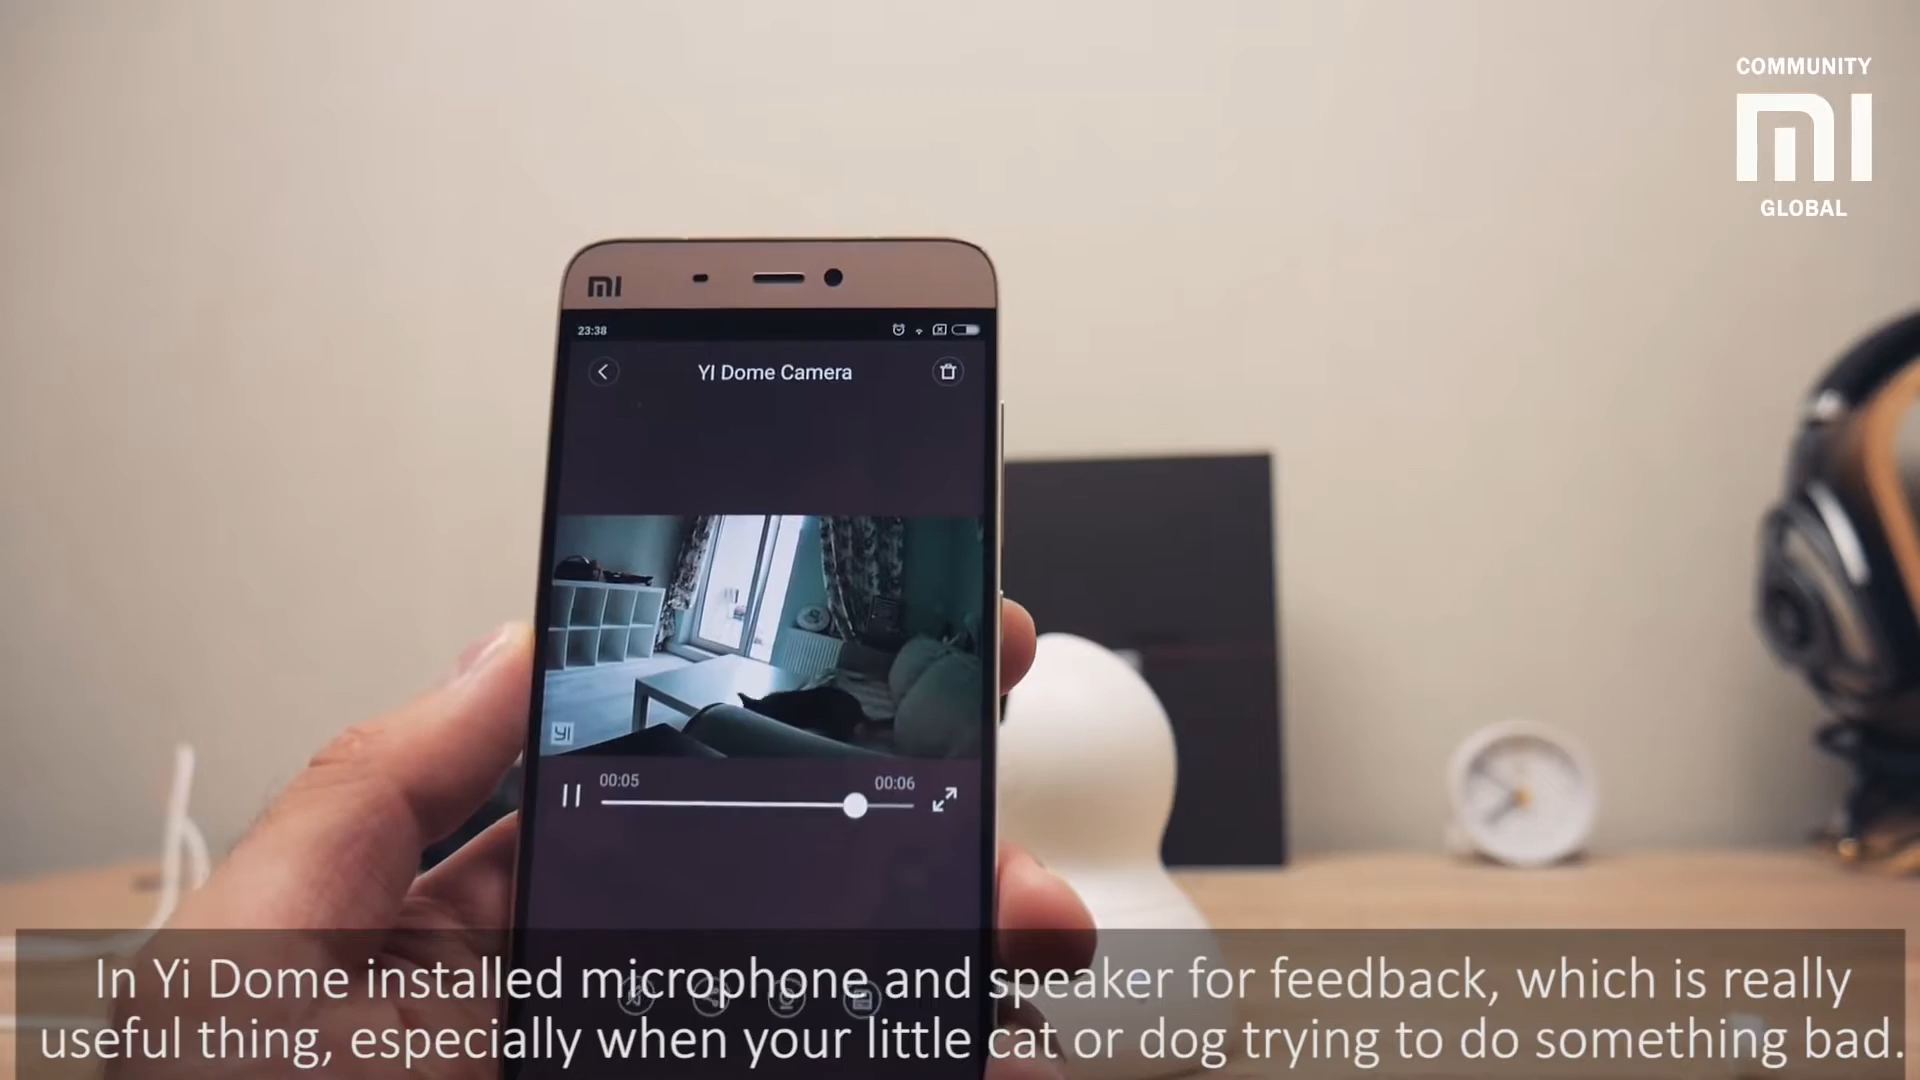 COMMUNITY
MI
GLOBAL
MI
23:38
YI Dome Camera
YI
00:05
00:06
In Yi Dome installed microphone and speaker for feedback, which is really
useful thing, especially when your little cat or dog trying to do something bad.